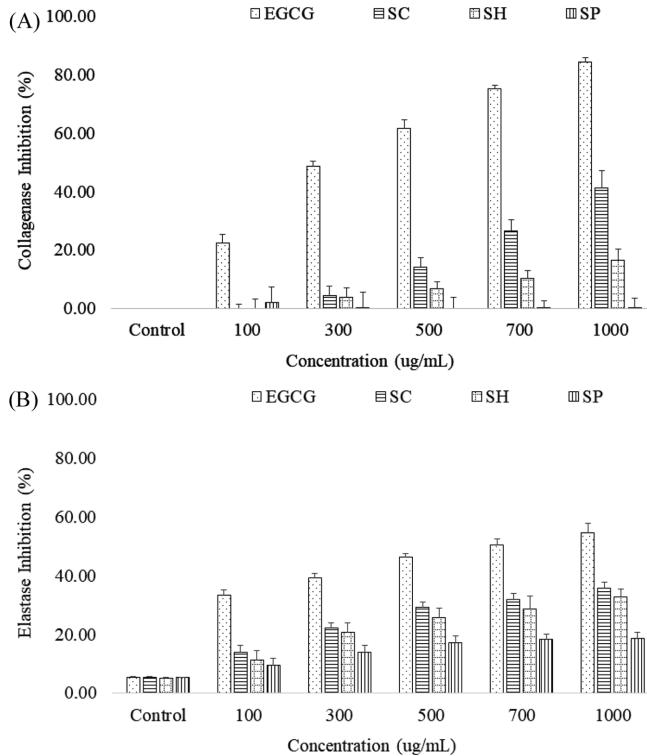 (A)
100.00
EGCG SC SH SP
80.00
60.00
40.00
20.00
0.00
Collagenase Inhibition (%)
Control 100 300 500 700 1000
Concentration (ug/mL)
(B)
100.00
EGCG SC SH SP
80.00
60.00
40.00
20.00
0.00
Elastase Inhibition (%)
Control 100 300 500 700 1000
Concentration (ug/mL)